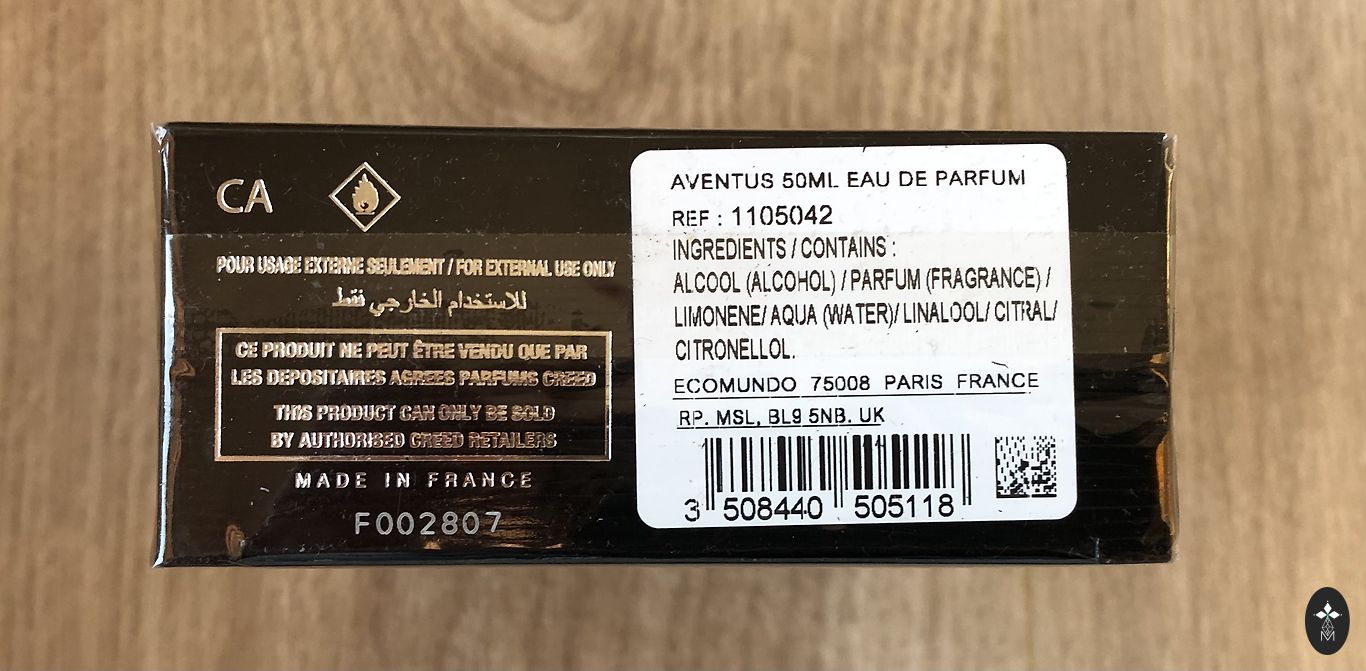 CA
POUR USAGE EXTERNE SEULEMENT / FOR EXTERNAL USE ONLY
للاستخدام الخارجي فقط
CE PRODUIT NE PEUT ÊTRE VENDU QUE PAR
LES DEPOSITAIRES AGREES PARFUMS CREED
THIS PRODUCT CAN ONLY BE SOLD
BY AUTHORISED CREED RETAILERS
MADE IN FRANCE
F002807
AVENTUS 50ML EAU DE PARFUM
REF : 1105042
INGREDIENTS / CONTAINS :
ALCOOL (ALCOHOL) / PARFUM (FRAGRANCE) /
LIMONENE/ AQUA (WATER)/ LINALOOL/ CITRAL/
CITRONELLOL.
ECOMUNDO 75008 PARIS FRANCE
RP. MSL, BL9 5NB. UK
3 508440 505118
M